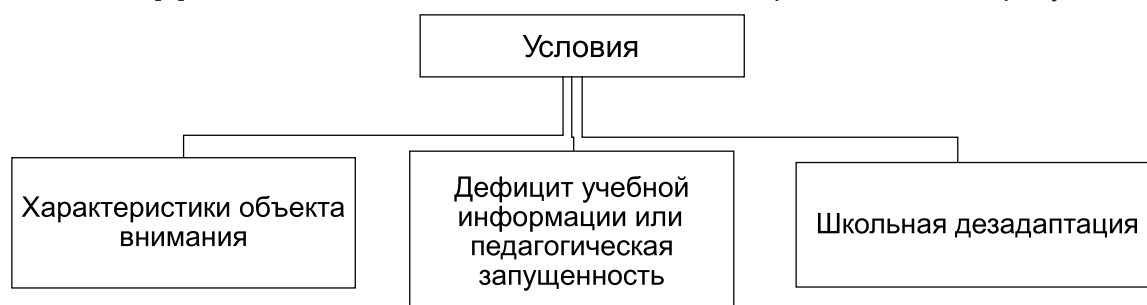 Условия
Характеристики объекта
внимания
Дефицит учебной
информации или
педагогическая
запущенность
Школьная дезадаптация